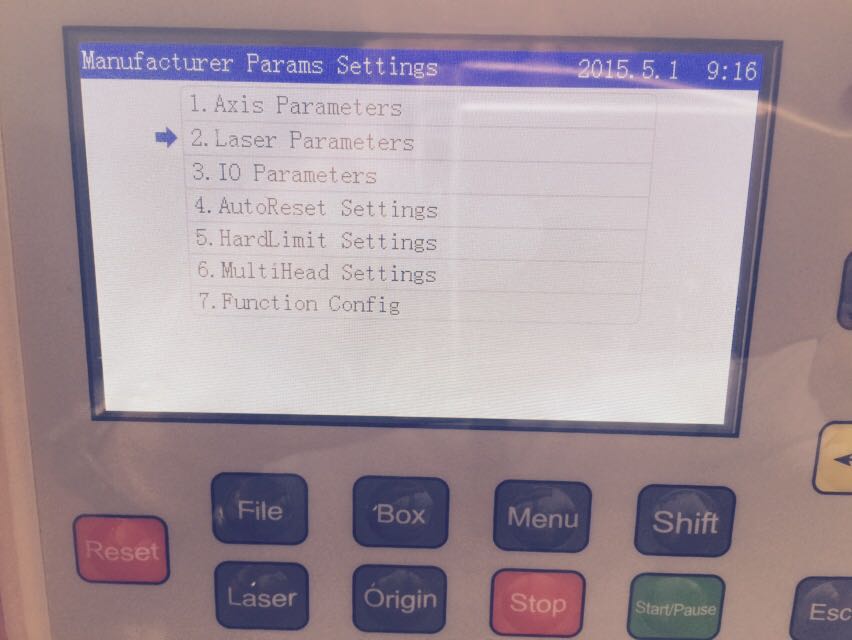 Manufacturer Params Settings 2015.5.1 9:16
1.Axis Parameters
2.Laser Parameters
3.IO Parameters
4.AutoReset Settings
5.HardLimit Settings
6.MultiHead Settings
7.Function Config
File Box Menu Shift
Reset
Laser Origin Stop Start/Pause Esc